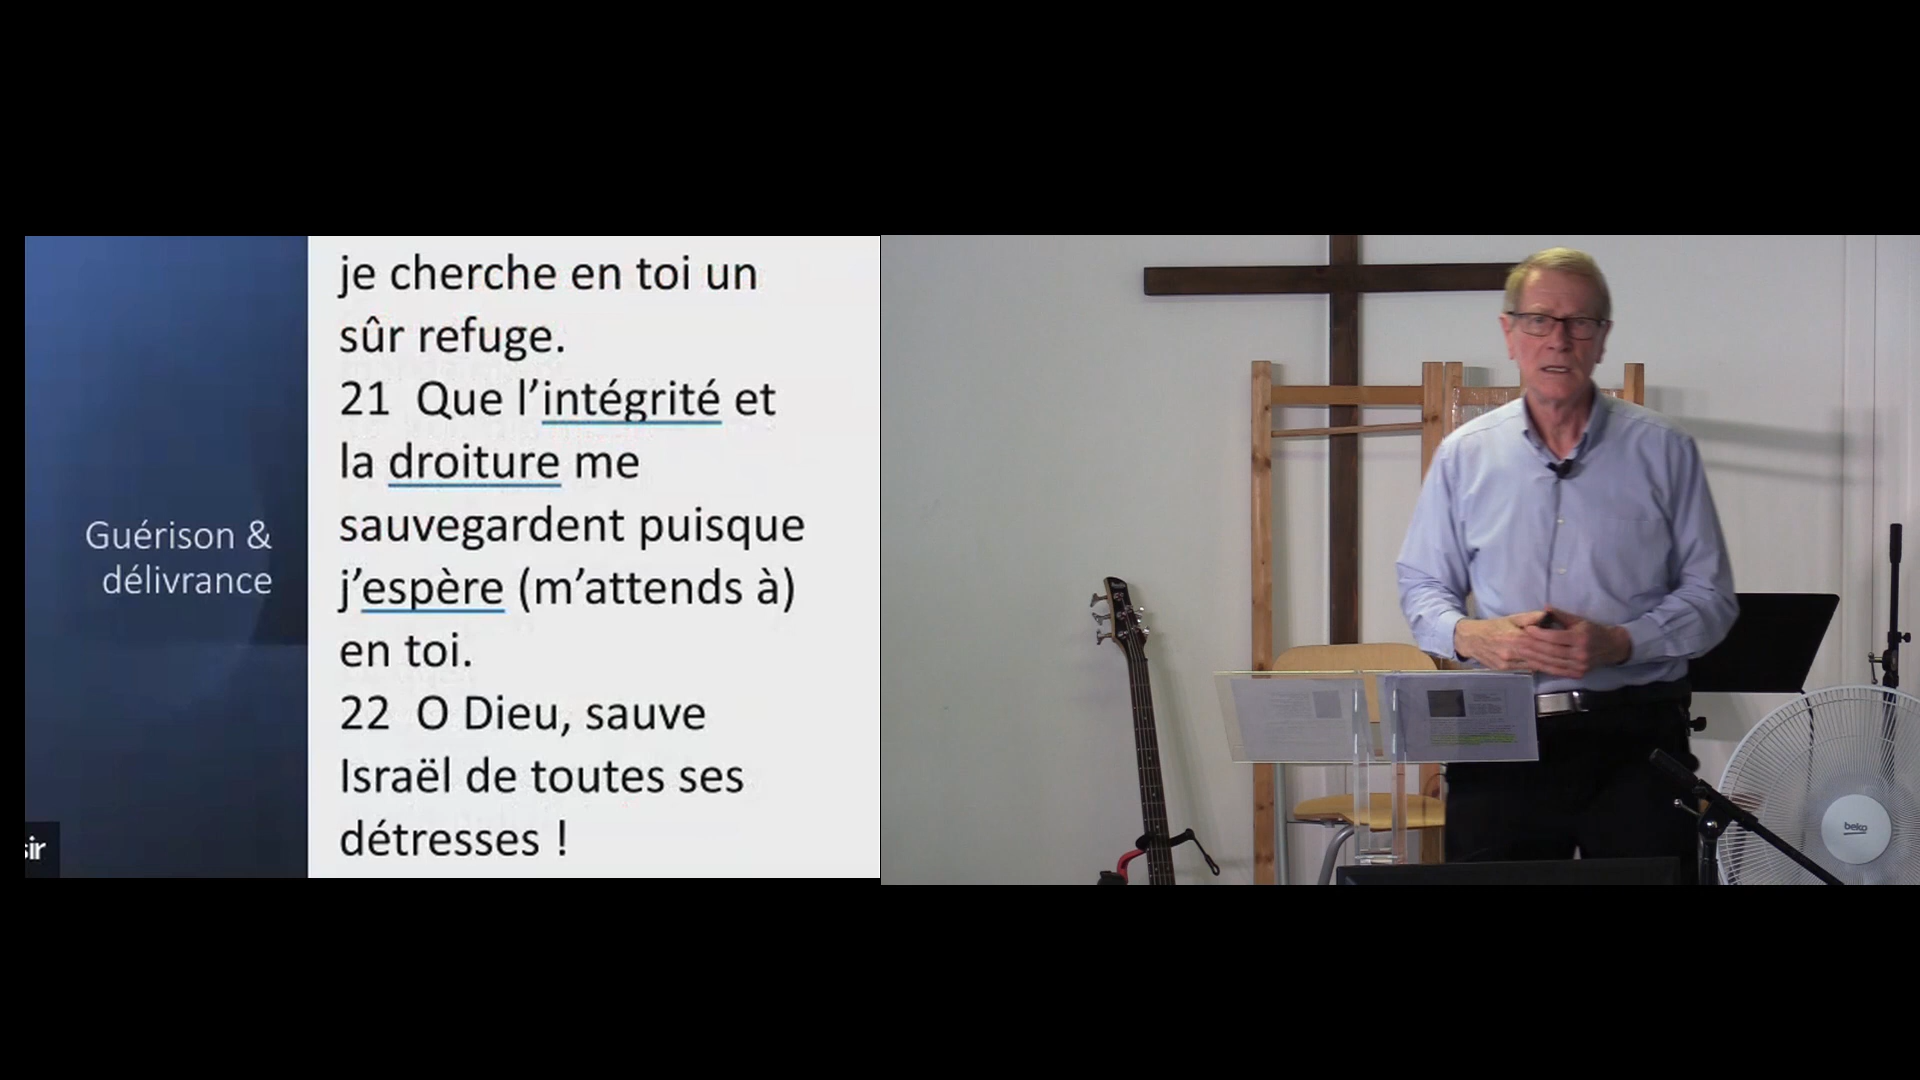 Guérison &
délivrance
je cherche en toi un
sûr refuge.
21 Que l’intégrité et
la droiture me
sauvegardent puisque
j’espère (m’attends à)
en toi.
22 O Dieu, sauve
Israël de toutes ses
détresses !
sir
beko